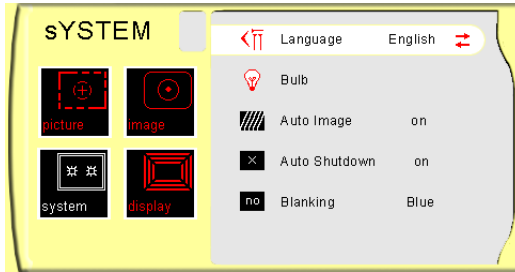 sYSTEM
picture
image
system
display
Language English
Bulb
Auto Image on
Auto Shutdown on
no Blanking Blue